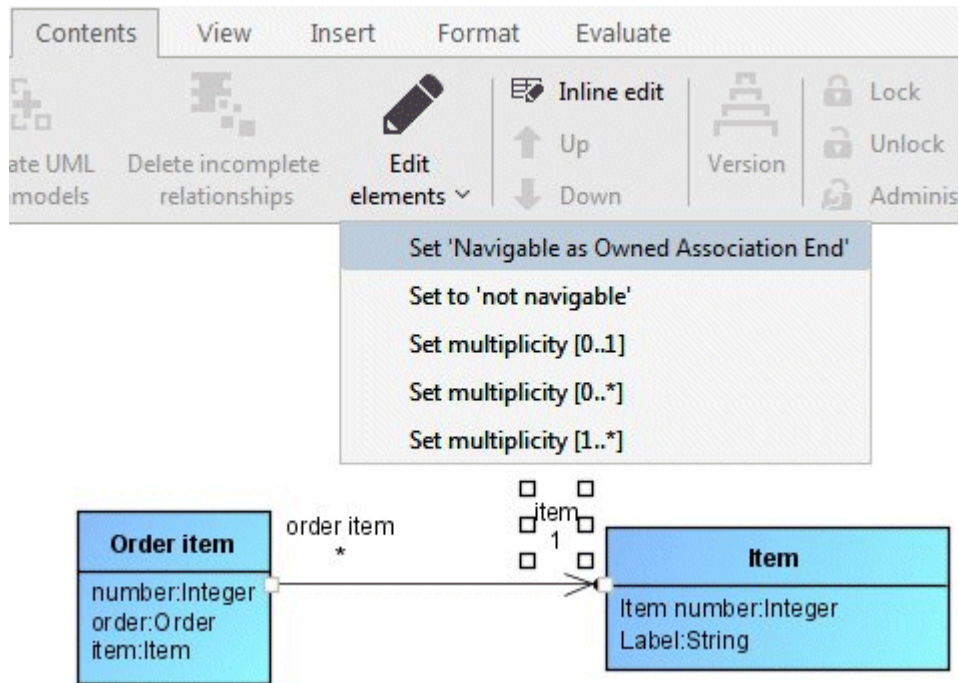 Contents View Insert Format Evaluate
Inline edit Lock
ate UML Delete incomplete Edit Up Version Unlock
models relationships elements Down Adminis
Set 'Navigable as Owned Association End'
Set to 'not navigable'
Set multiplicity [0..1]
Set multiplicity [0..*]
Set multiplicity [1..*]
order item item
* 1
Order item Item
number:Integer Item number:Integer
order:Order Label:String
item:Item